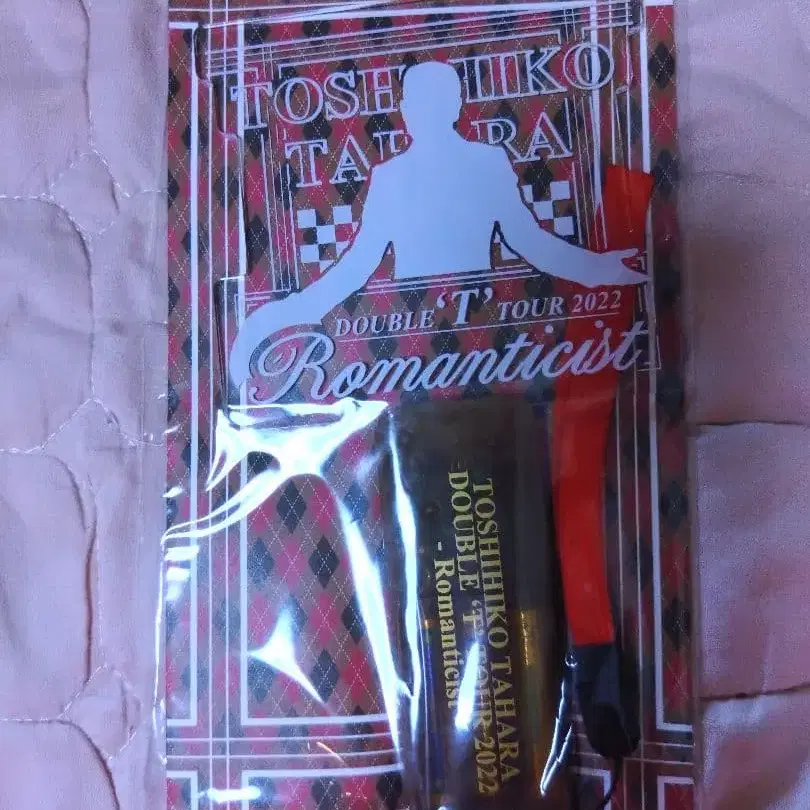 TOSHIHIKO
TAHARA
DOUBLE 'T' TOUR 2022
Romanticist
TOSHIHIKO TAHARA
DOUBLE 'T' TOUR 2022
- Romanticist